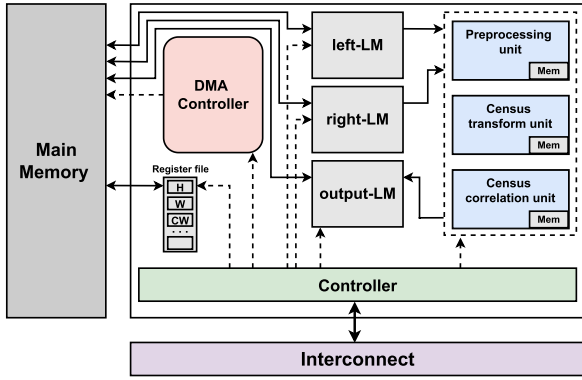 Main
Memory
DMA
Controller
Register file
H
W
CW
...
left-LM
right-LM
output-LM
Preprocessing
unit
Mem
Census
transform unit
Mem
Census
correlation unit
Mem
Controller
Interconnect